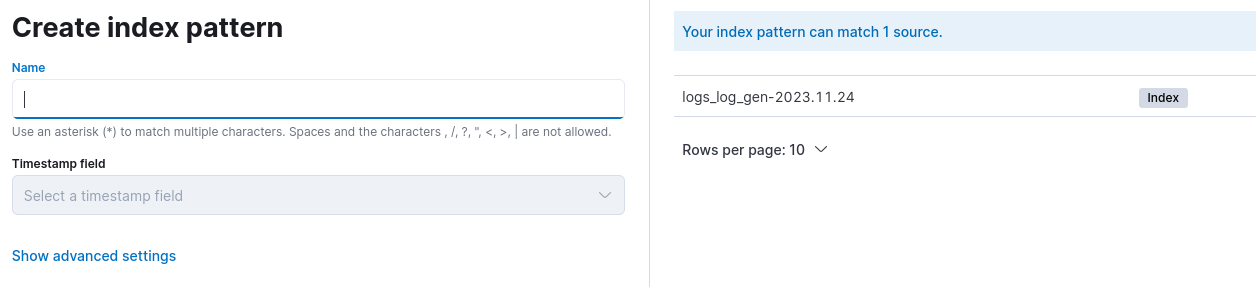 Create index pattern
Name
Use an asterisk (*) to match multiple characters. Spaces and the characters , /, ?, ", <, >, | are not allowed.
Timestamp field
Select a timestamp field
Show advanced settings
Your index pattern can match 1 source.
logs_log_gen-2023.11.24 Index
Rows per page: 10